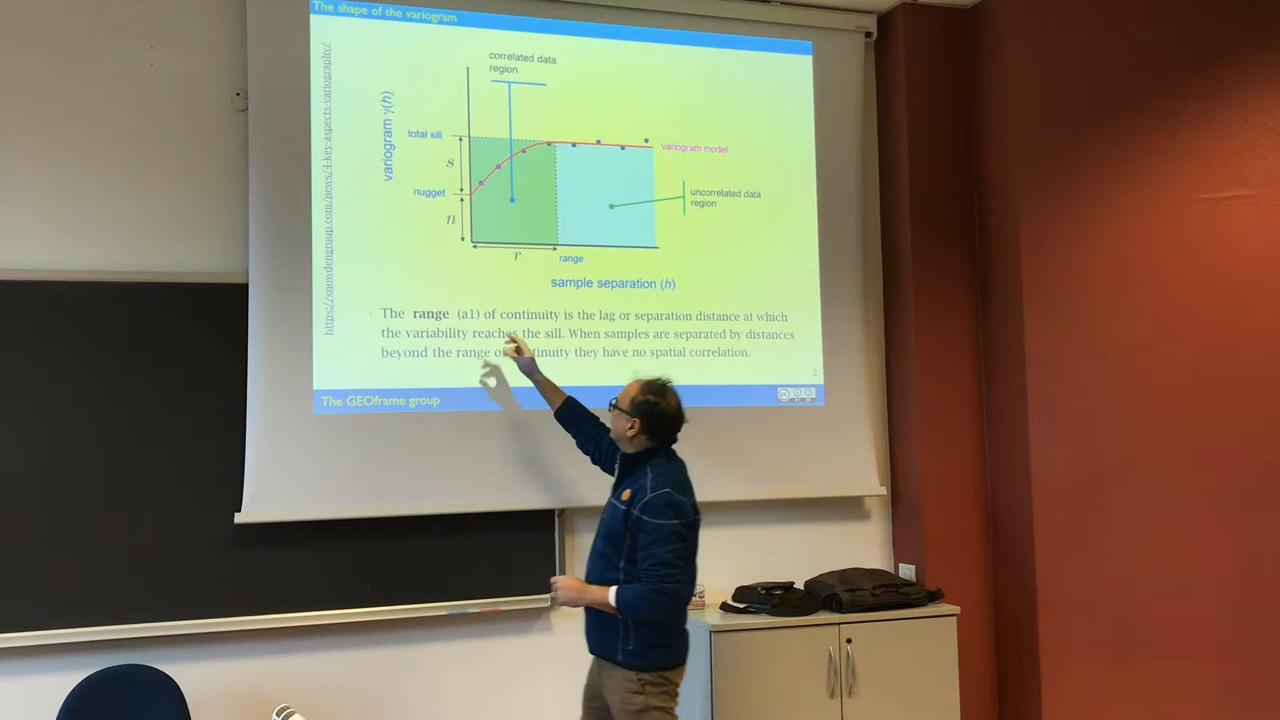 The shape of the variogram
https://snowdengroup.com/news/4-key-aspects-variography/
correlated data
region
variogram γ(h)
total sill
s
variogram model
nugget
uncorrelated data
region
n
r
range
sample separation (h)
The range (a1) of continuity is the lag or separation distance at which
the variability reaches the sill. When samples are separated by distances
beyond the range of continuity they have no spatial correlation.
2
The GEOframe group